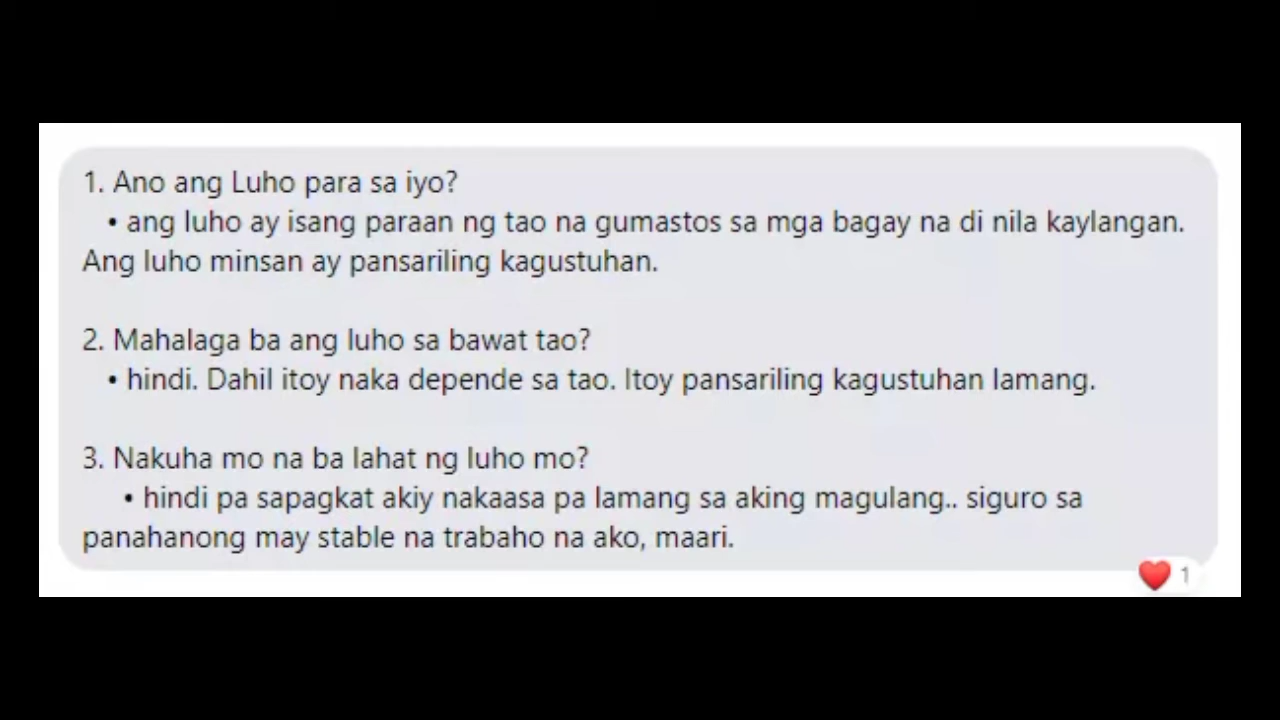 1. Ano ang Luho para sa iyo?
• ang luho ay isang paraan ng tao na gumastos sa mga bagay na di nila kaylangan.
Ang luho minsan ay pansariling kagustuhan.
2. Mahalaga ba ang luho sa bawat tao?
• hindi. Dahil itoy naka depende sa tao. Itoy pansariling kagustuhan lamang.
3. Nakuha mo na ba lahat ng luho mo?
• hindi pa sapagkat akiy nakaasa pa lamang sa aking magulang.. siguro sa
panahanong may stable na trabaho na ako, maari.
1